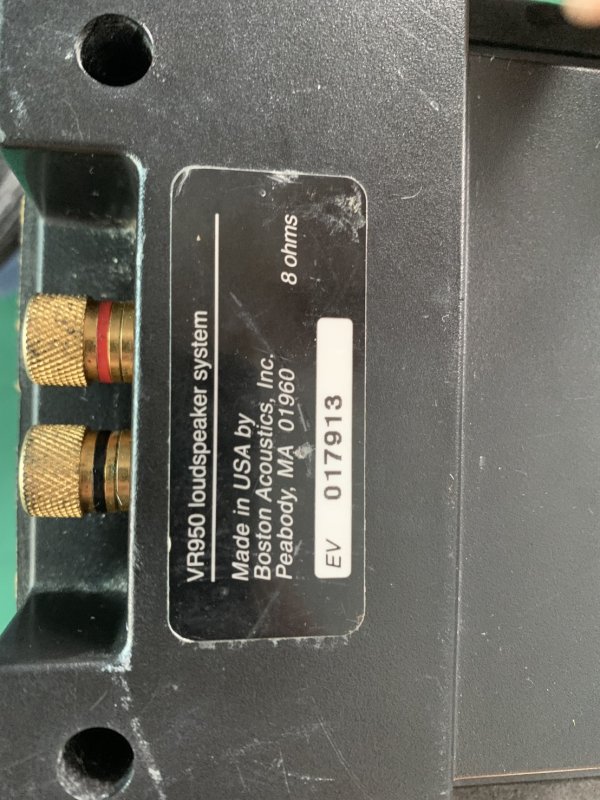 VR950 loudspeaker system
Made in USA by
Boston Acoustics, Inc.
Peabody, MA 01960 8 ohms
EV 017913